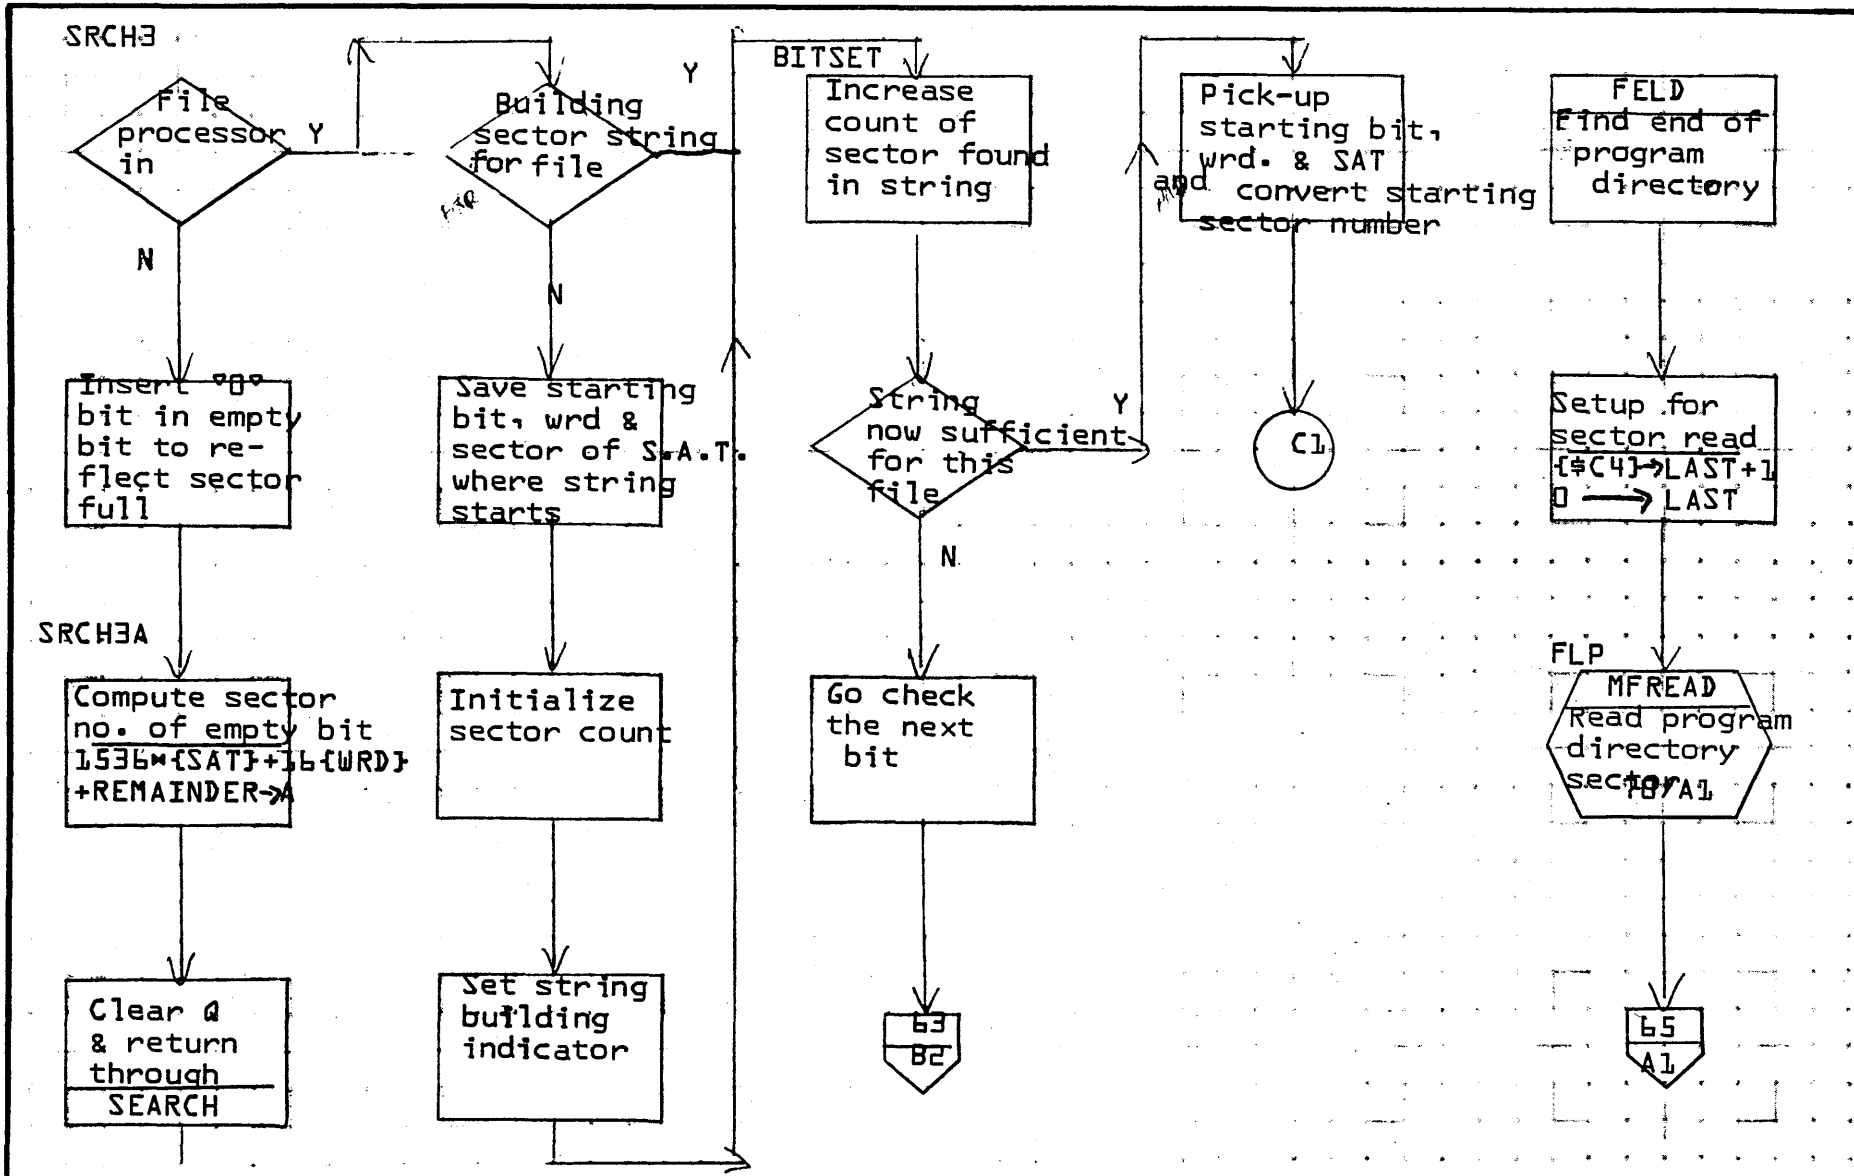 SRCH3
File
processor
in
Y
N
Insert "0"
bit in empty
bit to re-
flect sector
full
SRCH3A
Compute sector
no. of empty bit
1536*{SAT}+16{WRD}
+REMAINDER→A
Clear Q
& return
through
SEARCH
Building
sector string
for file
Y
N
Save starting
bit, wrd &
sector of S.A.T.
where string
starts
Initialize
sector count
Set string
building
indicator
BITSET
Increase
count of
sector found
in string
String
now sufficient
for this
file
Y
N
Go check
the next
bit
63
B2
Pick-up
starting bit,
wrd. & SAT
and convert starting
sector number
C1
FELD
Find end of
program
directory
Setup for
sector read
{$C4}→LAST+1
0 → LAST
FLP
MFREAD
Read program
directory
sector
65
A1